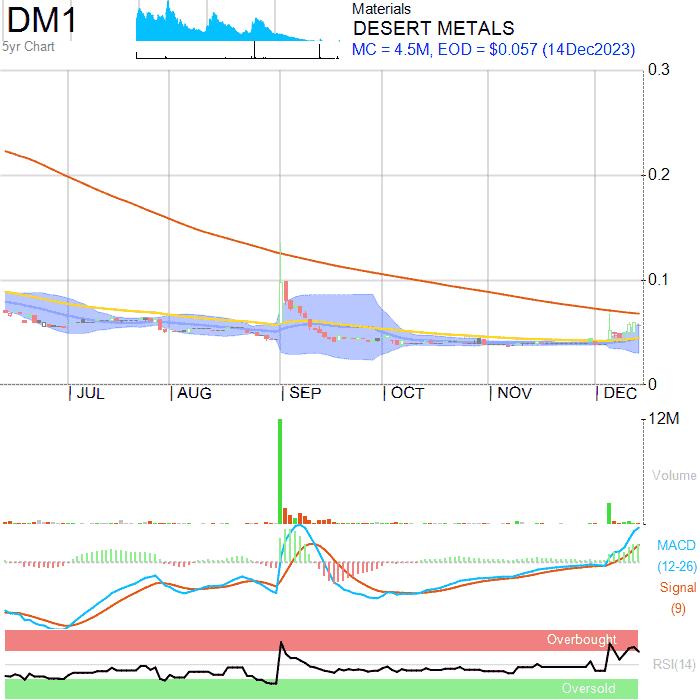 DM1
5yr Chart
Materials
DESERT METALS
MC = 4.5M, EOD = $0.057 (14Dec2023)
0.3
0.2
0.1
0
JUL
AUG
SEP
OCT
NOV
DEC
12M
Volume
MACD
(12-26)
Signal
(9)
Overbought
RSI(14)
Oversold